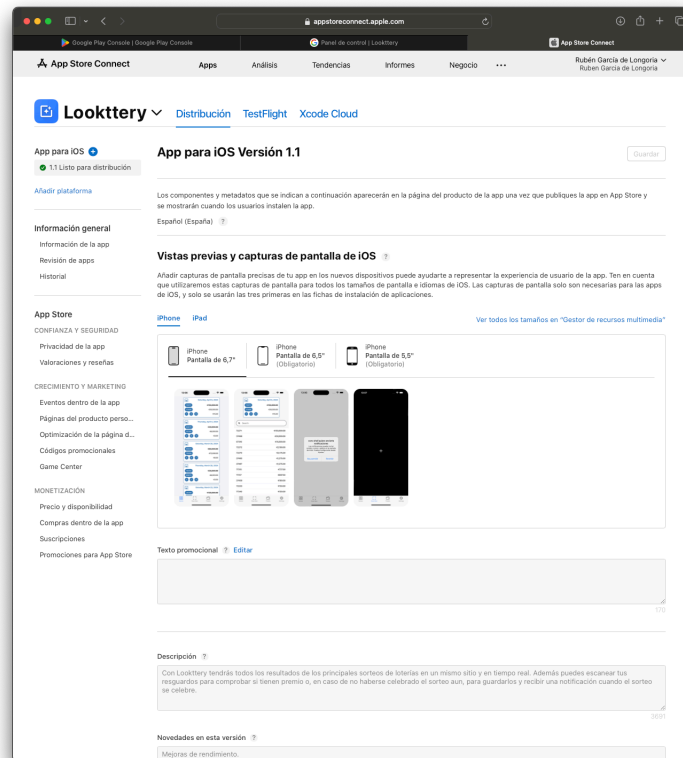 appstoreconnect.apple.com
Google Play Console | Google Play Console
Panel de control | Lookttery
App Store Connect
App Store Connect
Apps
Análisis
Tendencias
Informes
Negocio
Rubén García de Longoria
Ruben Garcia de Longoria
Lookttery
Distribución
TestFlight
Xcode Cloud
App para iOS
1.1 Listo para distribución
Añadir plataforma
Información general
Información de la app
Revisión de apps
Historial
App Store
CONFIANZA Y SEGURIDAD
Privacidad de la app
Valoraciones y reseñas
CRECIMIENTO Y MARKETING
Eventos dentro de la app
Páginas del producto perso...
Optimización de la página d...
Códigos promocionales
Game Center
MONETIZACIÓN
Precio y disponibilidad
Compras dentro de la app
Suscripciones
Promociones para App Store
App para iOS Versión 1.1
Guardar
Los componentes y metadatos que se indican a continuación aparecerán en la página del producto de la app una vez que publiques la app en App Store y
se mostrarán cuando los usuarios instalen la app.
Español (España) ?
Vistas previas y capturas de pantalla de iOS ?
Añadir capturas de pantalla precisas de tu app en los nuevos dispositivos puede ayudarte a representar la experiencia de usuario de la app. Ten en cuenta
que utilizaremos estas capturas de pantalla para todos los tamaños de pantalla e idiomas de iOS. Las capturas de pantalla solo son necesarias para las apps
de iOS, y solo se usarán las tres primeras en las fichas de instalación de aplicaciones.
iPhone
iPad
Ver todos los tamaños en "Gestor de recursos multimedia"
iPhone
Pantalla de 6,7"
iPhone
Pantalla de 6,5"
(Obligatorio)
iPhone
Pantalla de 5,5"
(Obligatorio)
Texto promocional ? Editar
170
Descripción ?
Con Lookttery tendrás todos los resultados de los principales sorteos de loterías en un mismo sitio y en tiempo real. Además puedes escanear tus
resguardos para comprobar si tienen premio o, en caso de no haberse celebrado el sorteo aun, para guardarlos y recibir una notificación cuando el sorteo
se celebre.
3691
Novedades en esta versión ?
Mejoras de rendimiento.